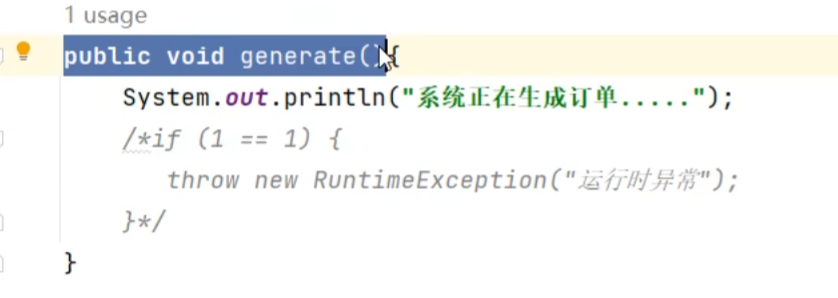 1 usage
public void generate(){
System.out.println("系统正在生成订单.....");
/*if (1 == 1) {
throw new RuntimeException("运行时异常");
}*/
}